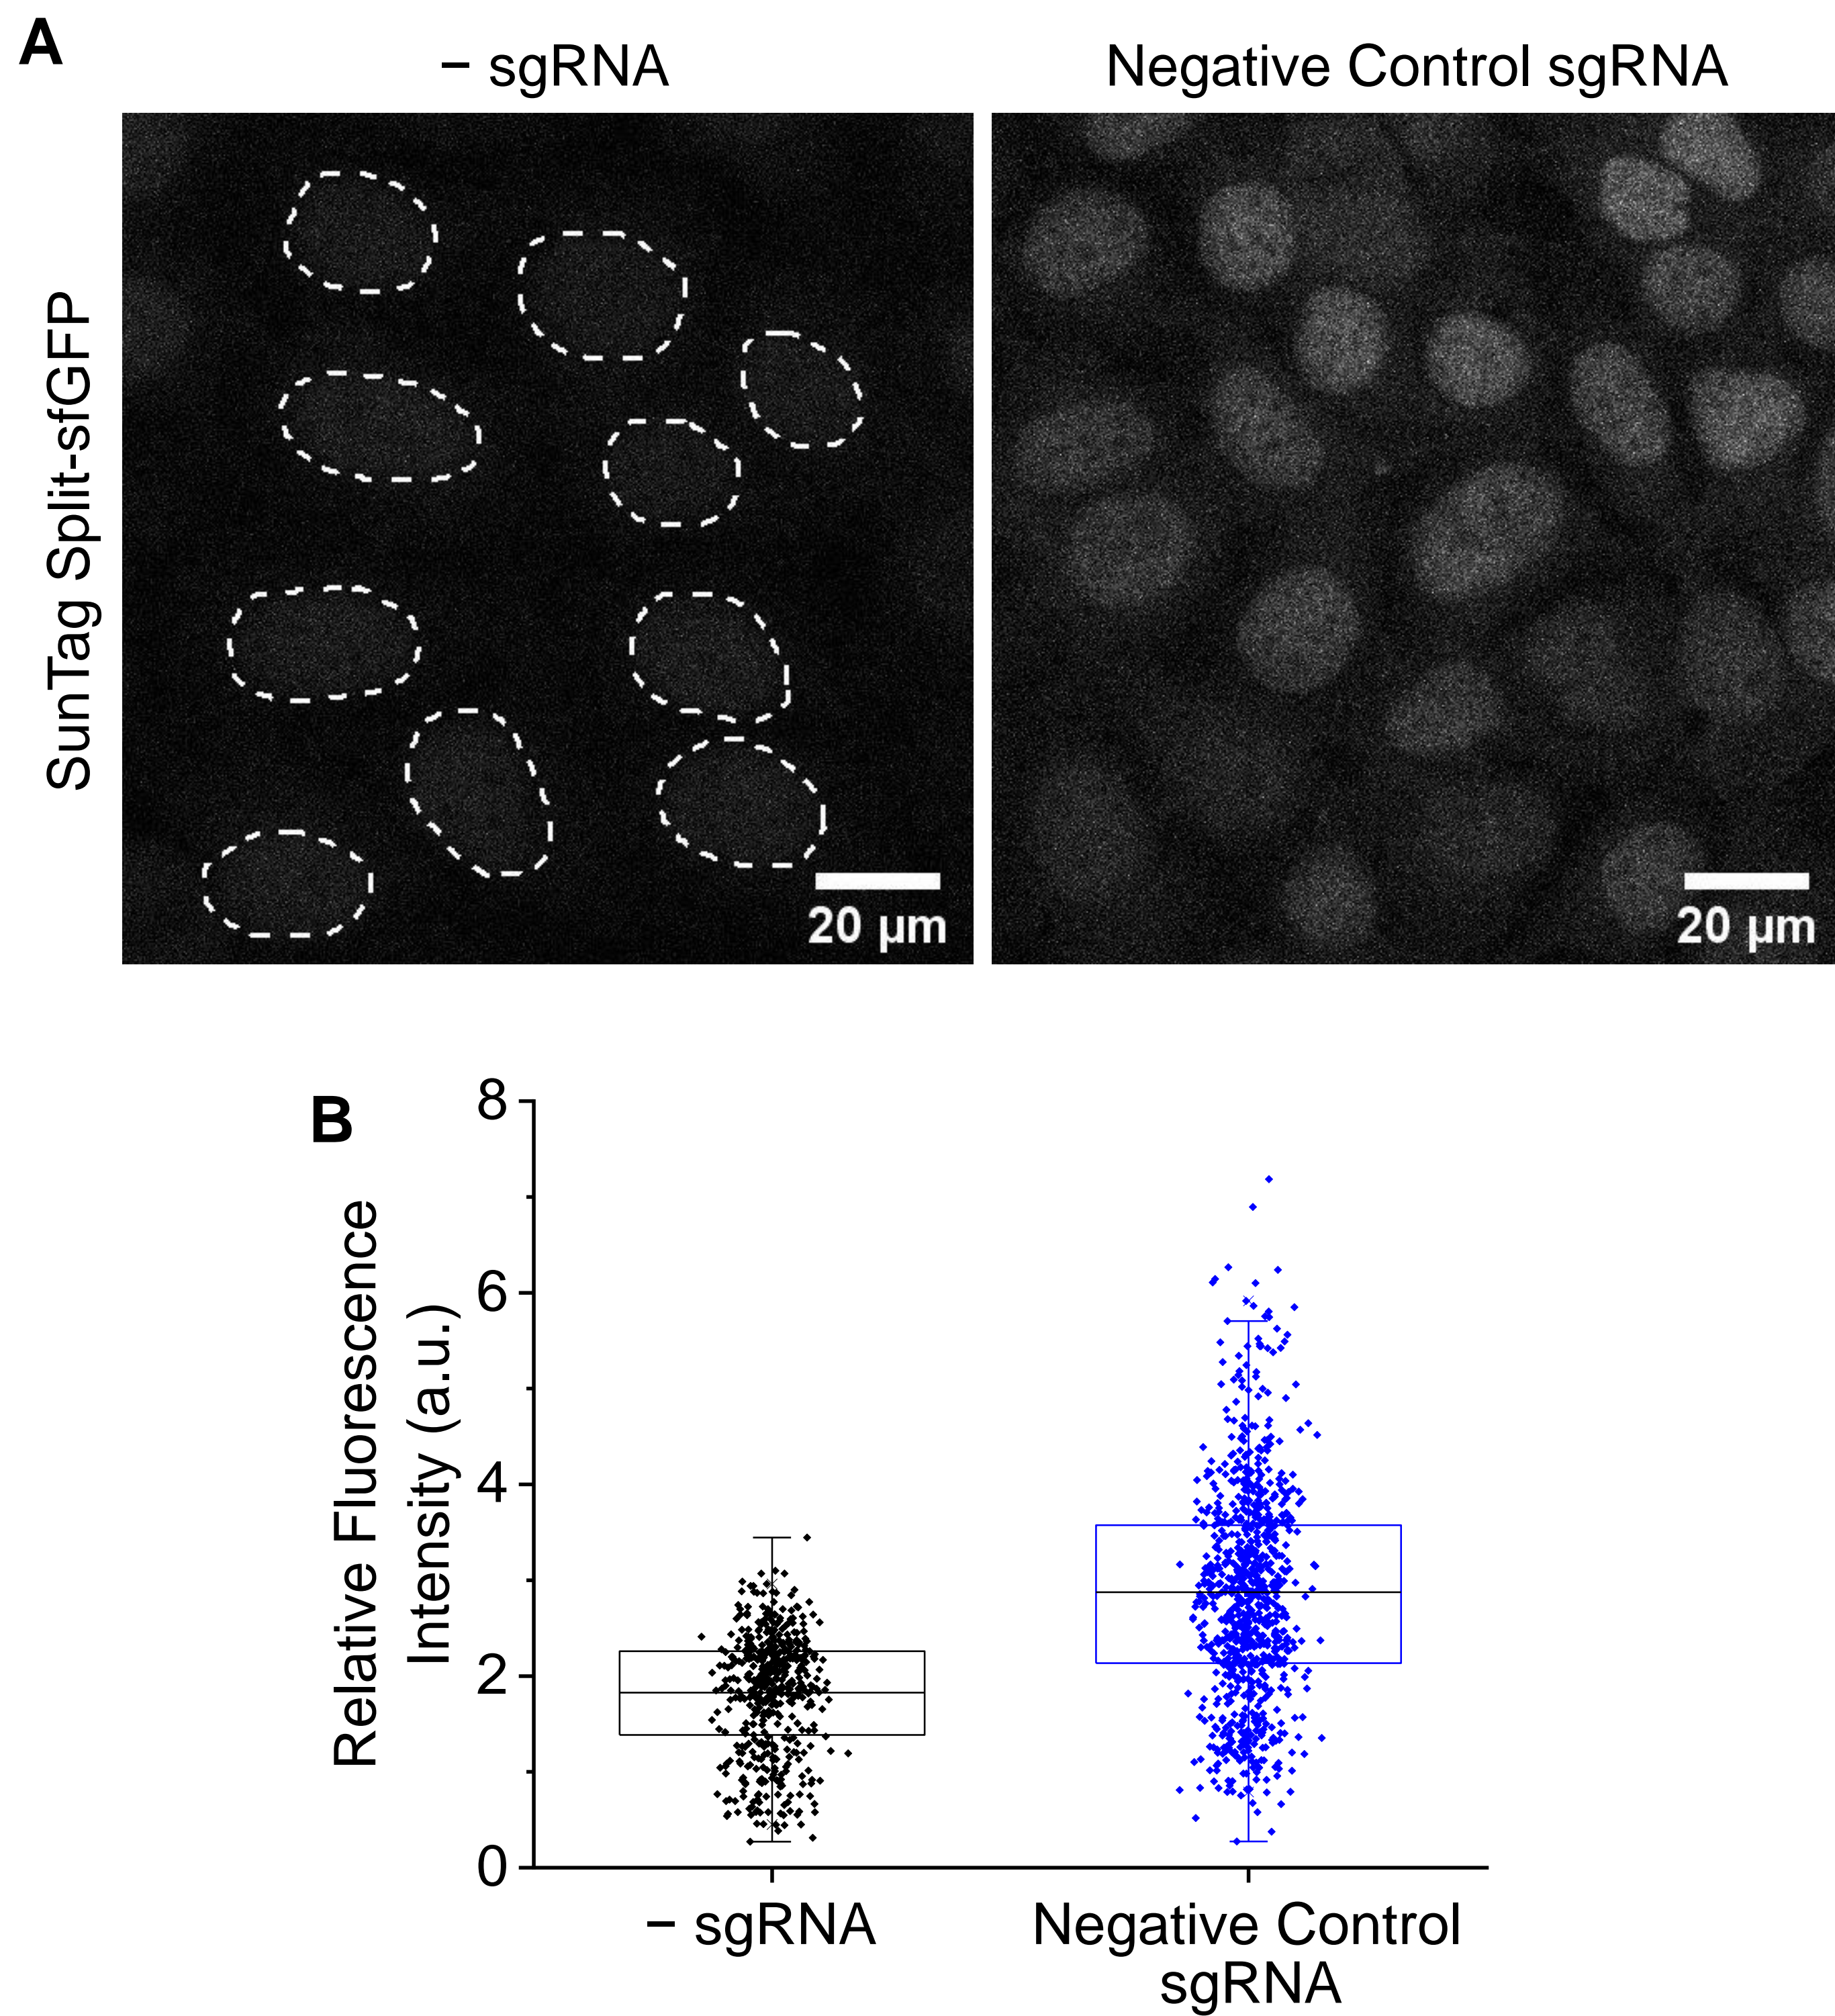 A
− sgRNA
Negative Control sgRNA
SunTag Split-sfGFP
20 µm
20 µm
B
Relative Fluorescence
Intensity (a.u.)
8
6
4
2
0
− sgRNA
Negative Control
sgRNA